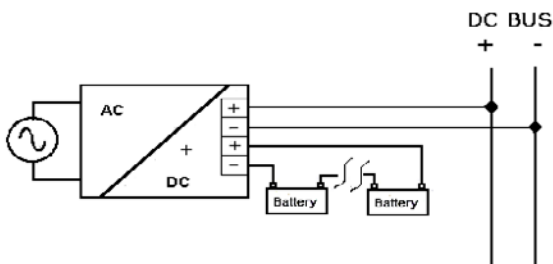 DC BUS
+ -
AC
+
-
+
-
+
DC
Battery
Battery